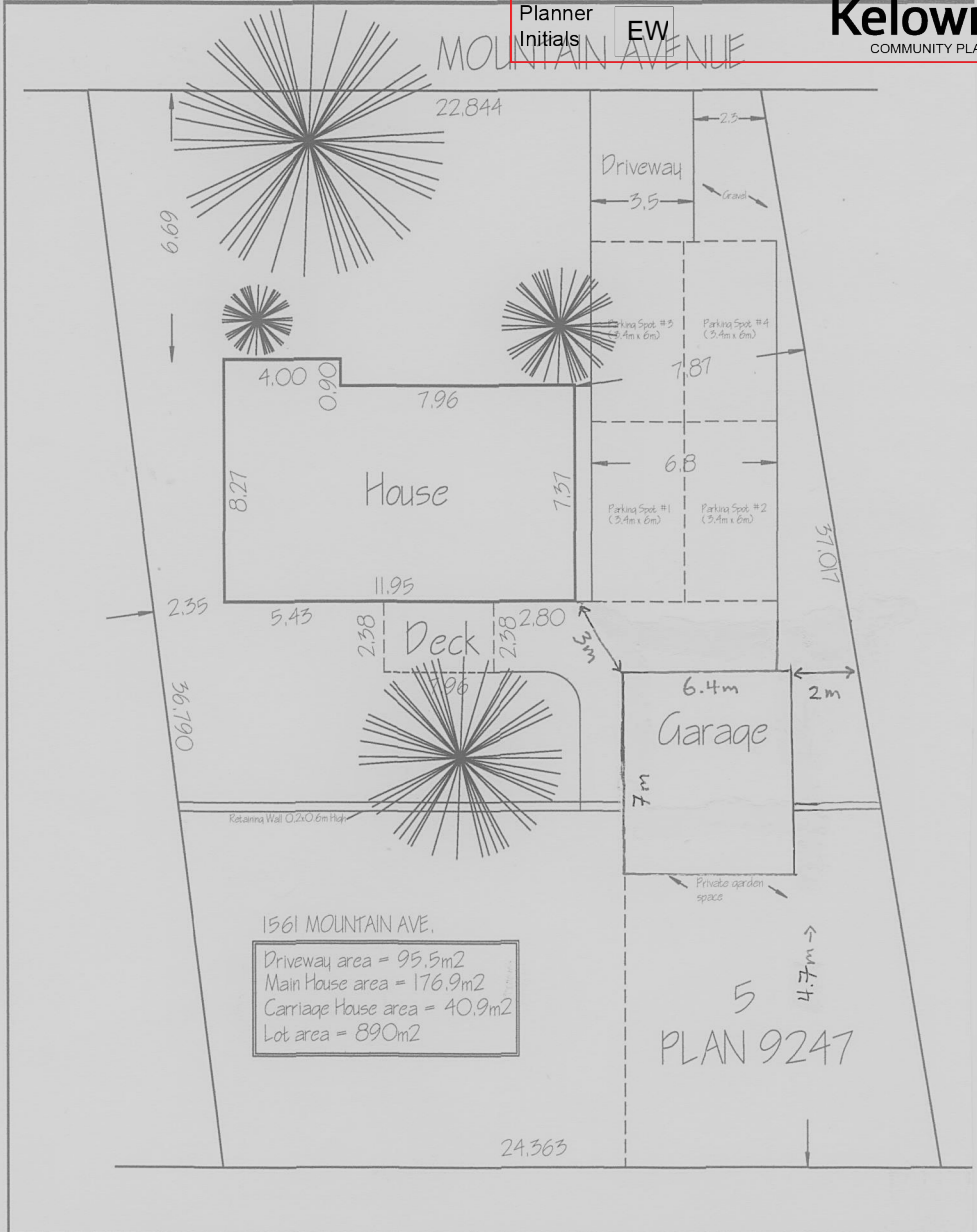 Planner
Initials
EW
Kelown
COMMUNITY PLA
MOUNTAIN AVENUE
22.844
2.3
Driveway
3.5
Gravel
6.69
Parking Spot #3
(3.4m x 6m)
Parking Spot #4
(3.4m x 6m)
7.87
4.00
0.90
7.96
8.27
House
7.37
6.8
Parking Spot #1
(3.4m x 6m)
Parking Spot #2
(3.4m x 6m)
37.017
11.95
2.35
5.43
2.38
Deck
2.38
2.80
3m
7.96
6.4m
2m
36.790
Garage
7m
Retaining Wall 0.2x0.6m High
Private garden
space
1561 MOUNTAIN AVE.
Driveway area = 95.5m2
Main House area = 176.9m2
Carriage House area = 40.9m2
Lot area = 890m2
4.7m
5
PLAN 9247
24.363